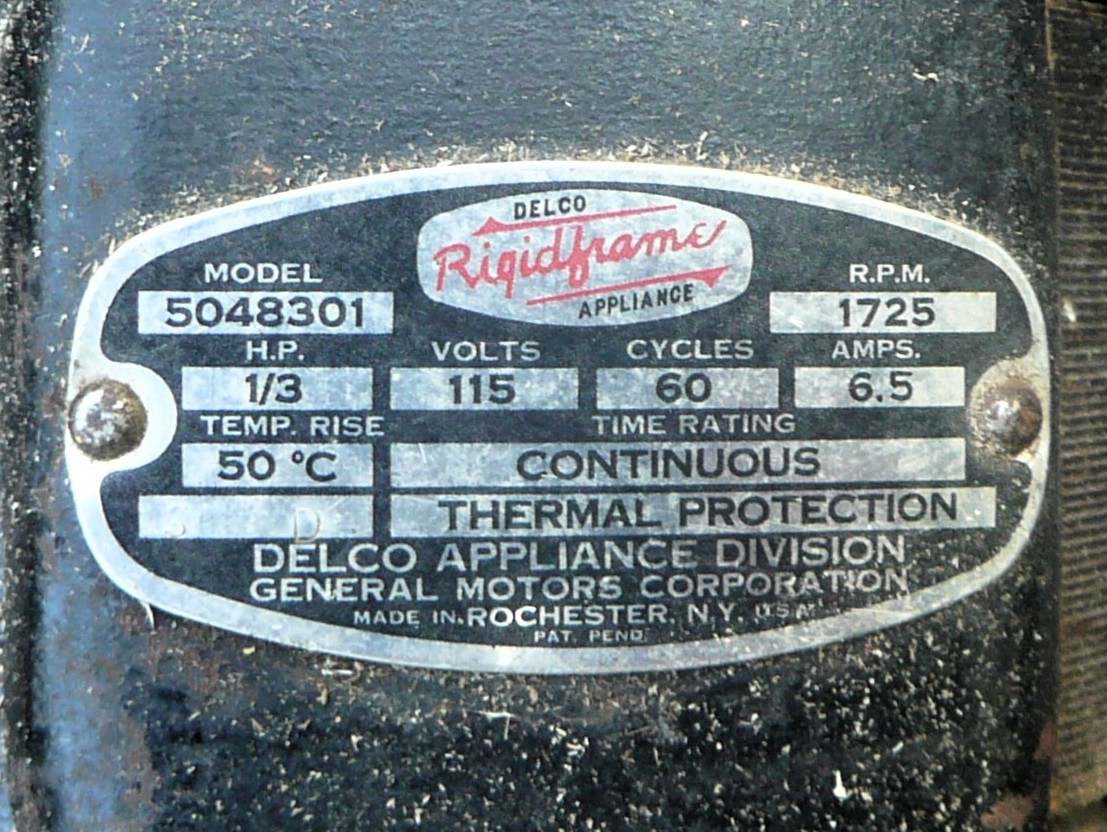 DELCO
Rigidframe
APPLIANCE
MODEL R.P.M.
5048301 1725
H.P. VOLTS CYCLES AMPS.
1/3 115 60 6.5
TEMP. RISE TIME RATING
50 °C CONTINUOUS
S D THERMAL PROTECTION
DELCO APPLIANCE DIVISION
GENERAL MOTORS CORPORATION
MADE IN ROCHESTER, N.Y. U.S.A.
PAT. PEND.